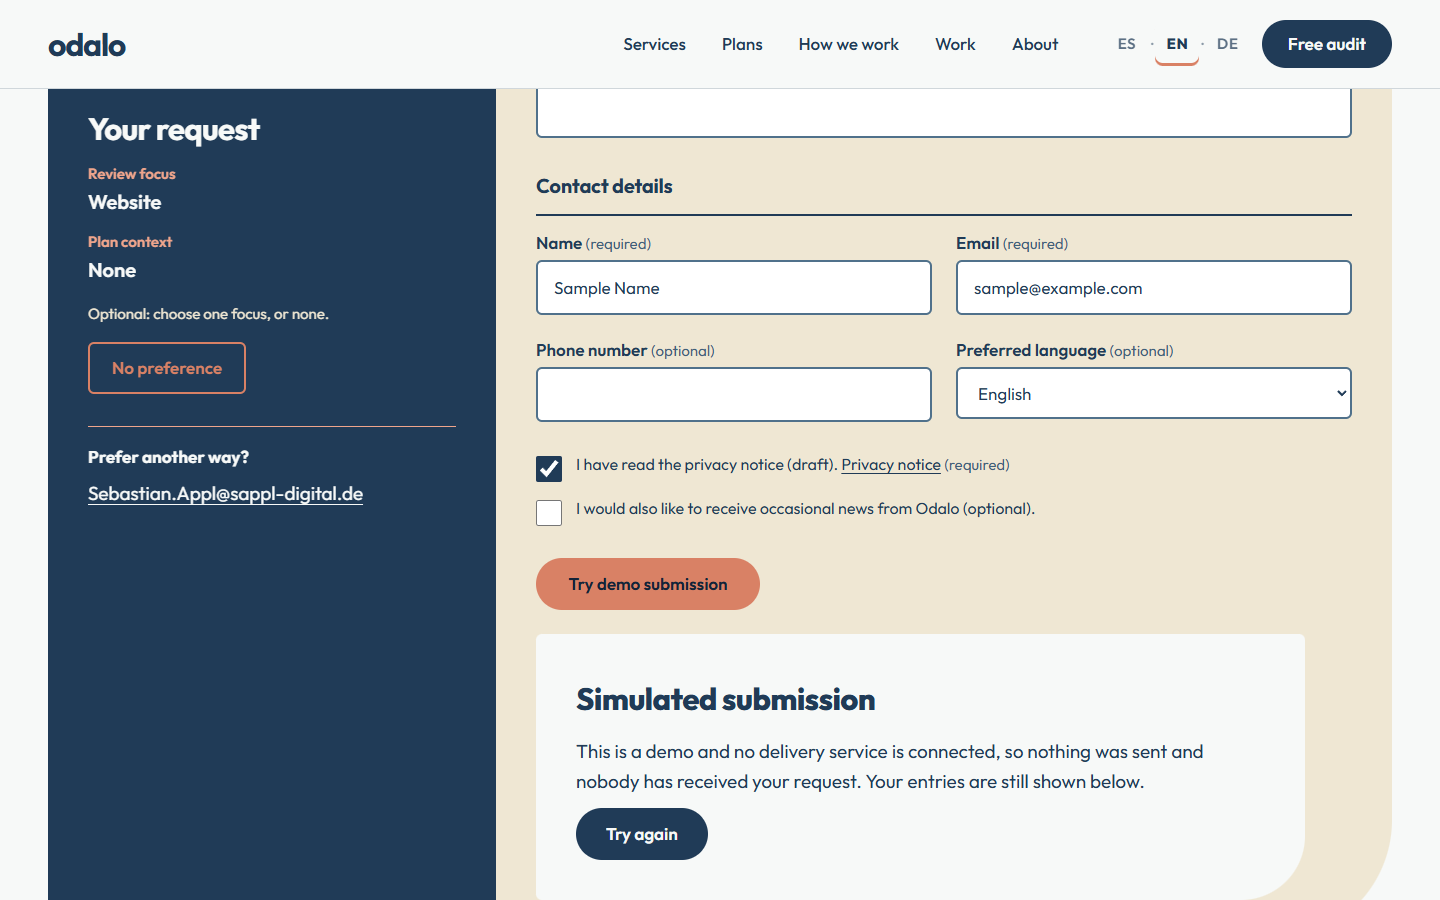 odalo
Services
Plans
How we work
Work
About
ES · EN · DE
Free audit
Your request
Review focus
Website
Plan context
None
Optional: choose one focus, or none.
No preference
Prefer another way?
Sebastian.Appl@sappl-digital.de
Contact details
Name (required)
Sample Name
Email (required)
sample@example.com
Phone number (optional)
Preferred language (optional)
English
I have read the privacy notice (draft). Privacy notice (required)
I would also like to receive occasional news from Odalo (optional).
Try demo submission
Simulated submission
This is a demo and no delivery service is connected, so nothing was sent and
nobody has received your request. Your entries are still shown below.
Try again